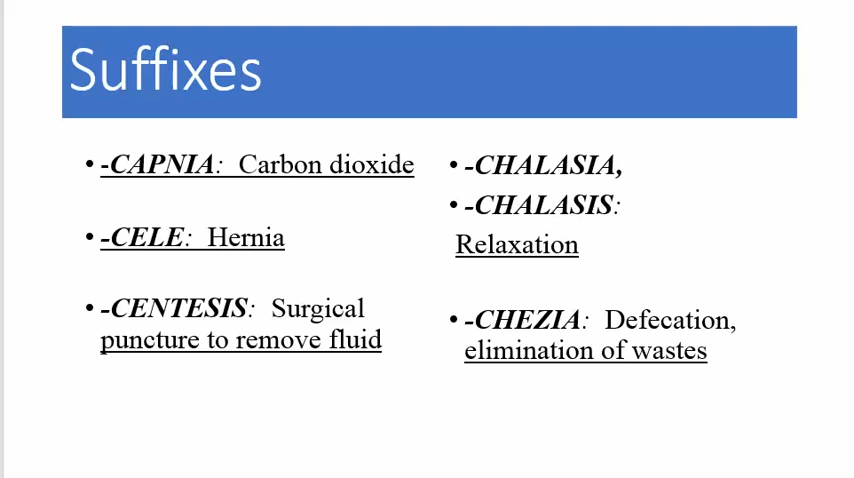 Suffixes
• -CAPNIA: Carbon dioxide
• -CELE: Hernia
• -CENTESIS: Surgical
puncture to remove fluid
• -CHALASIA,
• -CHALASIS:
Relaxation
• -CHEZIA: Defecation,
elimination of wastes